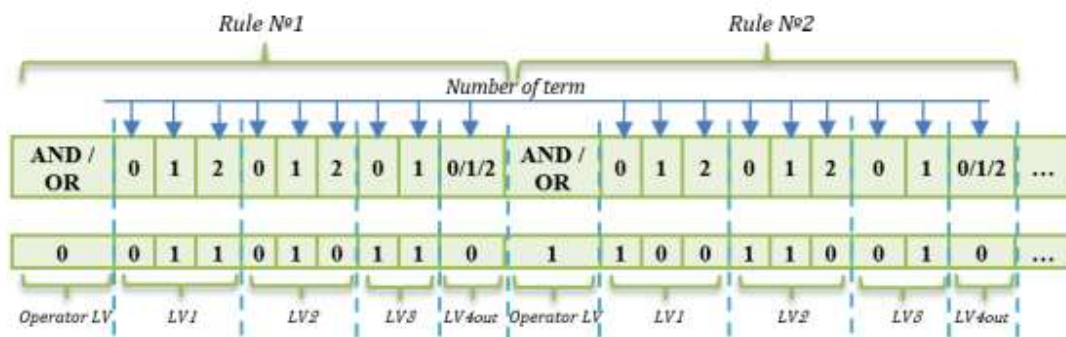 Rule №1 Rule №2
Number of term
AND / OR 0 1 2 0 1 2 0 1 0/1/2 AND / OR 0 1 2 0 1 2 0 1 0/1/2 ...
0 0 1 1 0 1 0 1 1 0 1 1 0 0 1 1 0 0 1 0 ...
Operator LV LV1 LV2 LV3 LV4out Operator LV LV1 LV2 LV3 LV4out